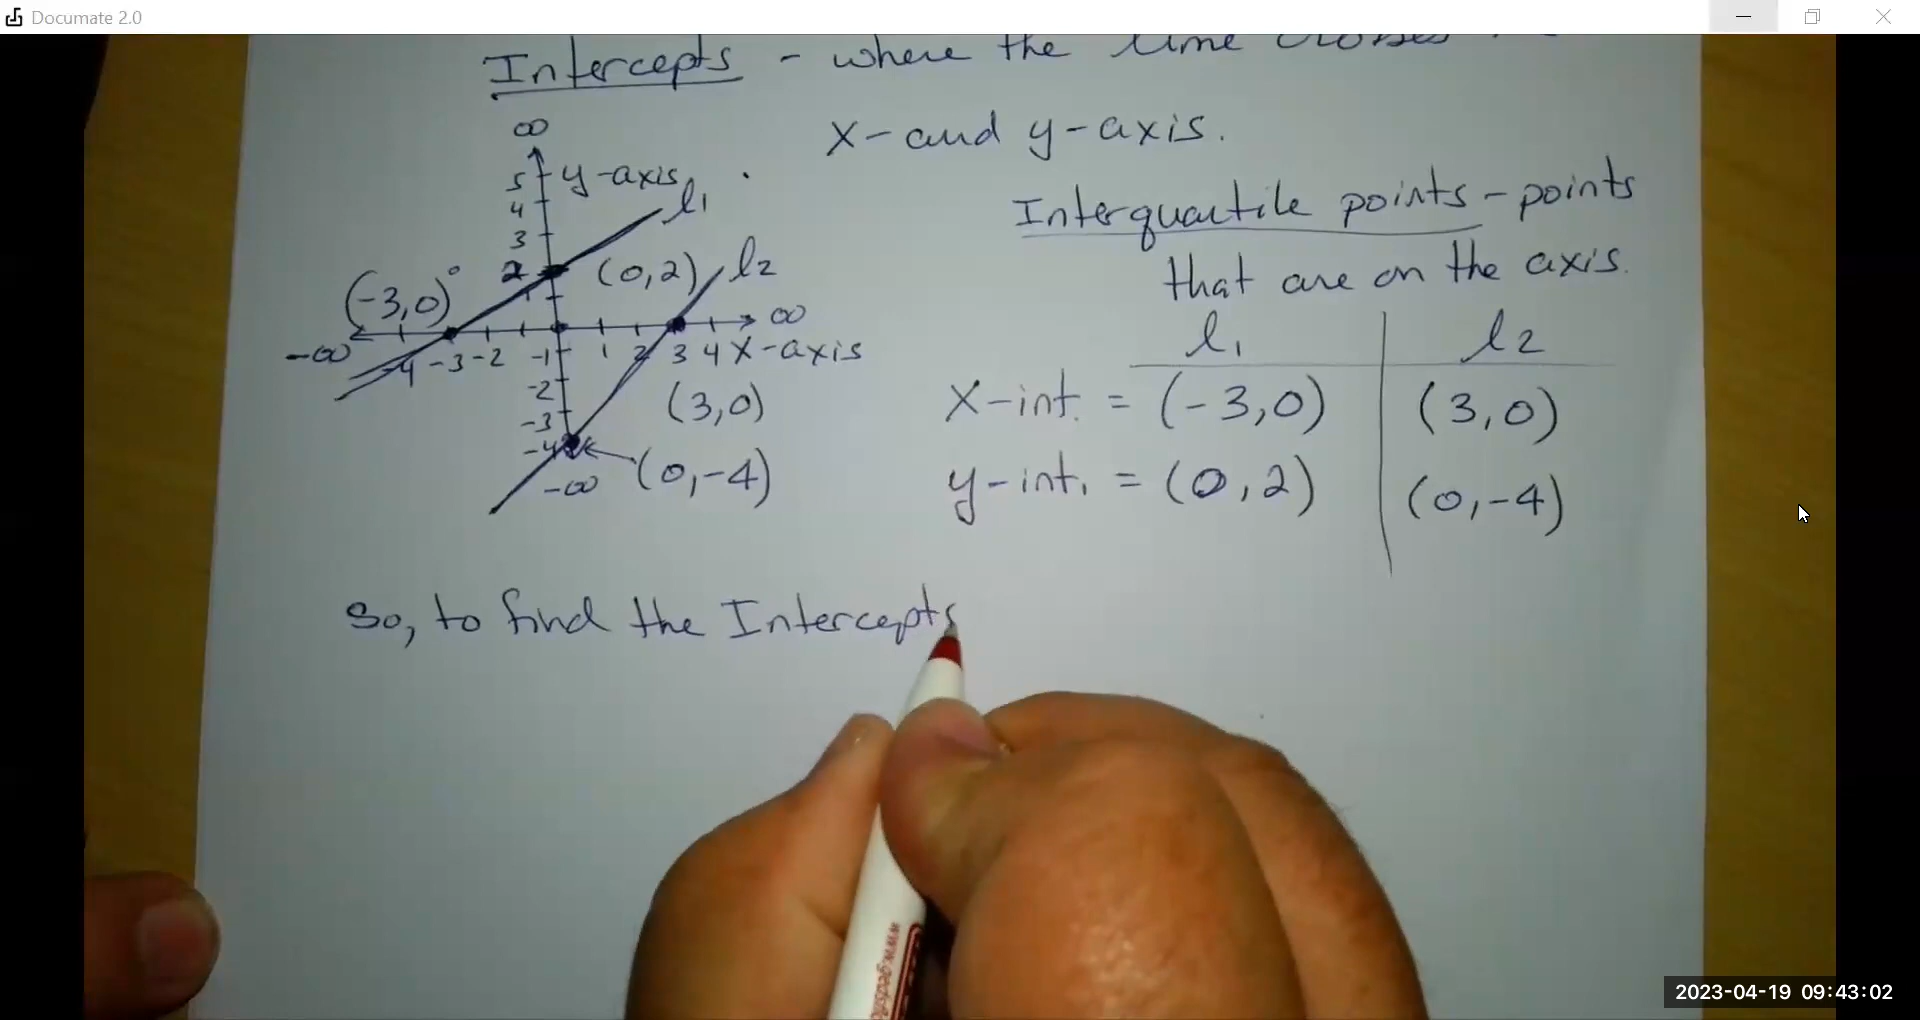 Documate 2.0
Intercepts - where the line crosses
x-and y-axis.
∞
y-axis
5
4
3
2
1
l1
(0,2)
l2
(-3,0)
∞
-∞
-4 -3 -2 -1 1 2 3 4 x-axis
-2
-3
-4
-∞
(3,0)
(0,-4)
Interquartile points - points
that are on the axis.
l1 l2
x-int. = (-3,0) (3,0)
y-int. = (0,2) (0,-4)
So, to find the Intercepts
2023-04-19 09:43:02